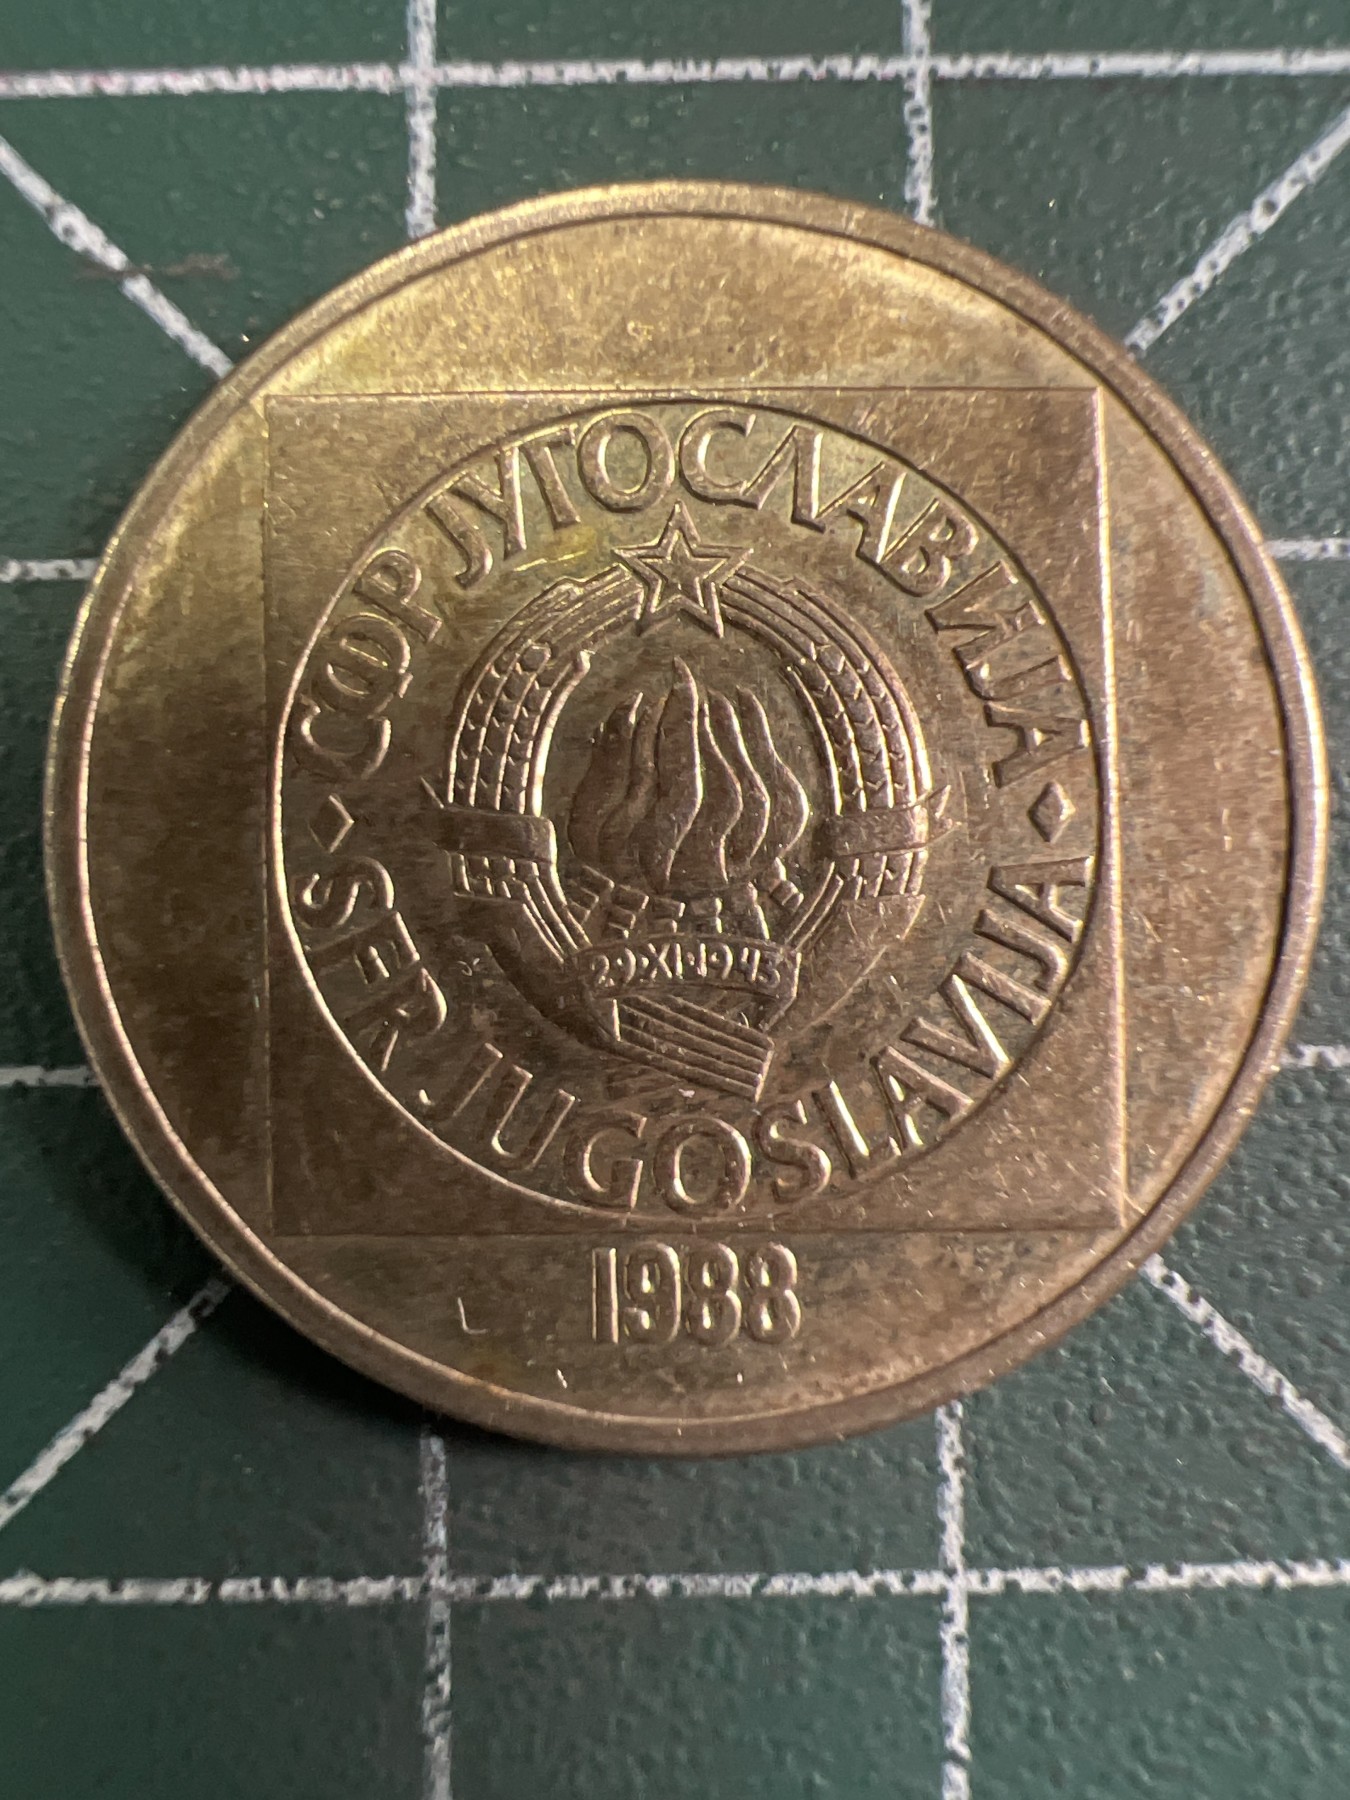 СФР ЈУГОСЛАВИЈА
29·XI·1943
SFR JUGOSLAVIJA
1988